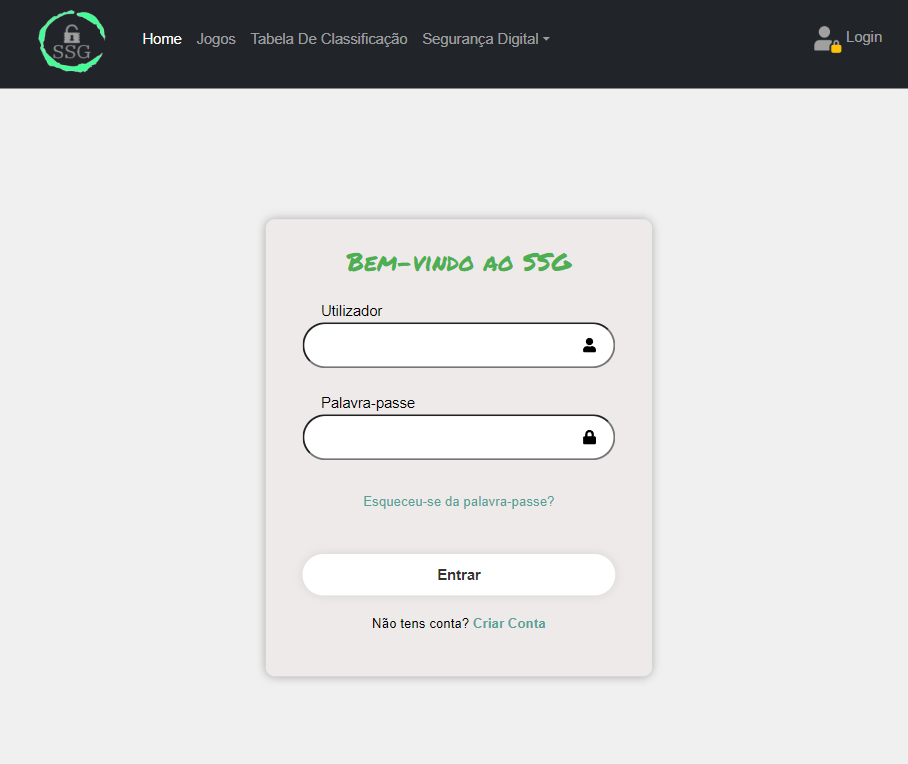 SSG
Home Jogos Tabela De Classificação Segurança Digital Login
Bem-vindo ao SSG
Utilizador
Palavra-passe
Esqueceu-se da palavra-passe?
Entrar
Não tens conta? Criar Conta